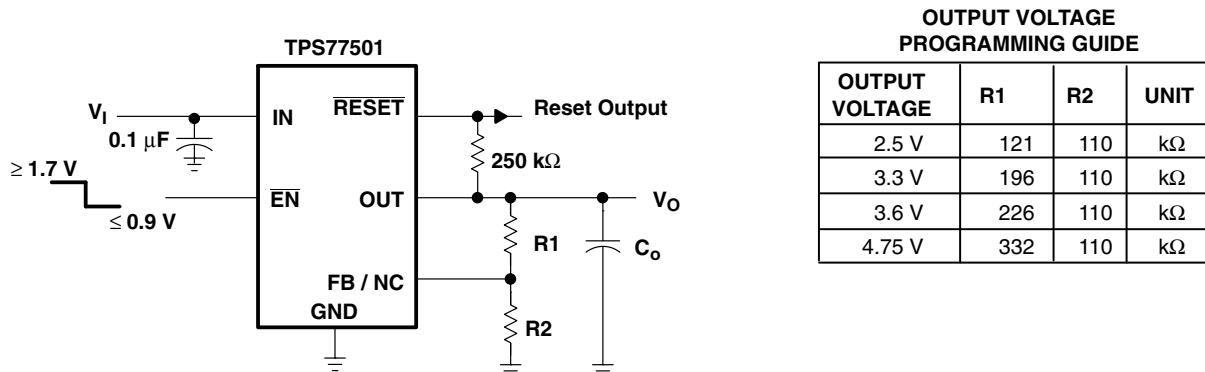 TPS77501
V_I
0.1 μF
≥ 1.7 V
≤ 0.9 V
IN
EN
RESET
OUT
FB / NC
GND
Reset Output
250 kΩ
V_O
R1
C_o
R2
OUTPUT VOLTAGE
PROGRAMMING GUIDE
OUTPUT VOLTAGE R1 R2 UNIT
2.5 V 121 110 kΩ
3.3 V 196 110 kΩ
3.6 V 226 110 kΩ
4.75 V 332 110 kΩ